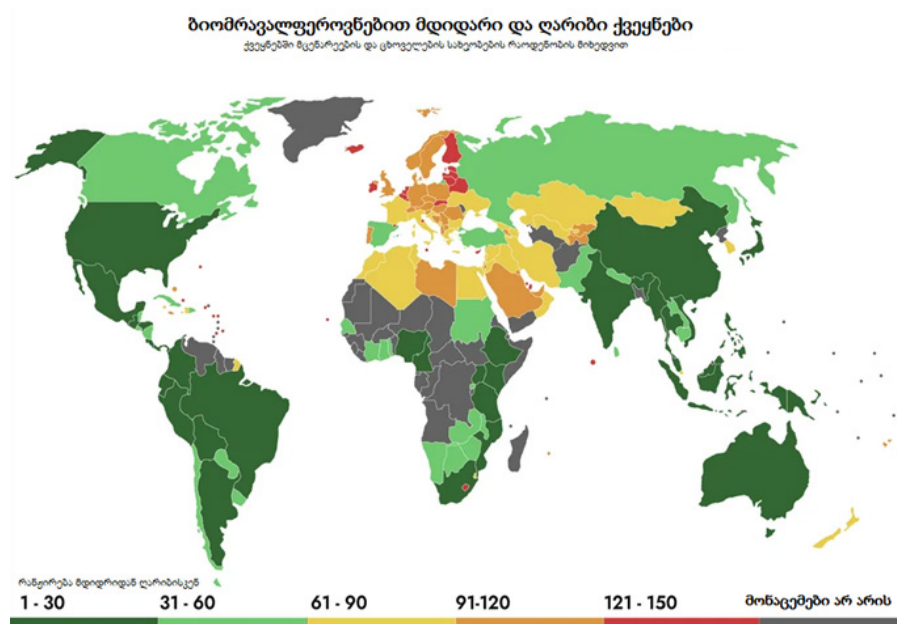 ბიომრავალფეროვნებით მდიდარი და ღარიბი ქვეყნები
ქვეყნებში მცენარეების და ცხოველების სახეობების რაოდენობის მიხედვით
რანჟირება მდიდრიდან ღარიბისკენ
1 - 30 31 - 60 61 - 90 91-120 121 - 150 მონაცემები არ არის